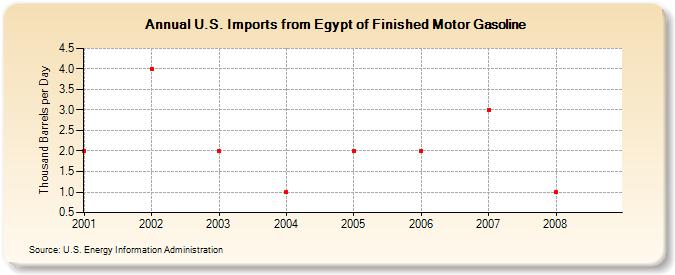 Annual U.S. Imports from Egypt of Finished Motor Gasoline
Thousand Barrels per Day
4.5
4.0
3.5
3.0
2.5
2.0
1.5
1.0
0.5
2001 2002 2003 2004 2005 2006 2007 2008
Source: U.S. Energy Information Administration